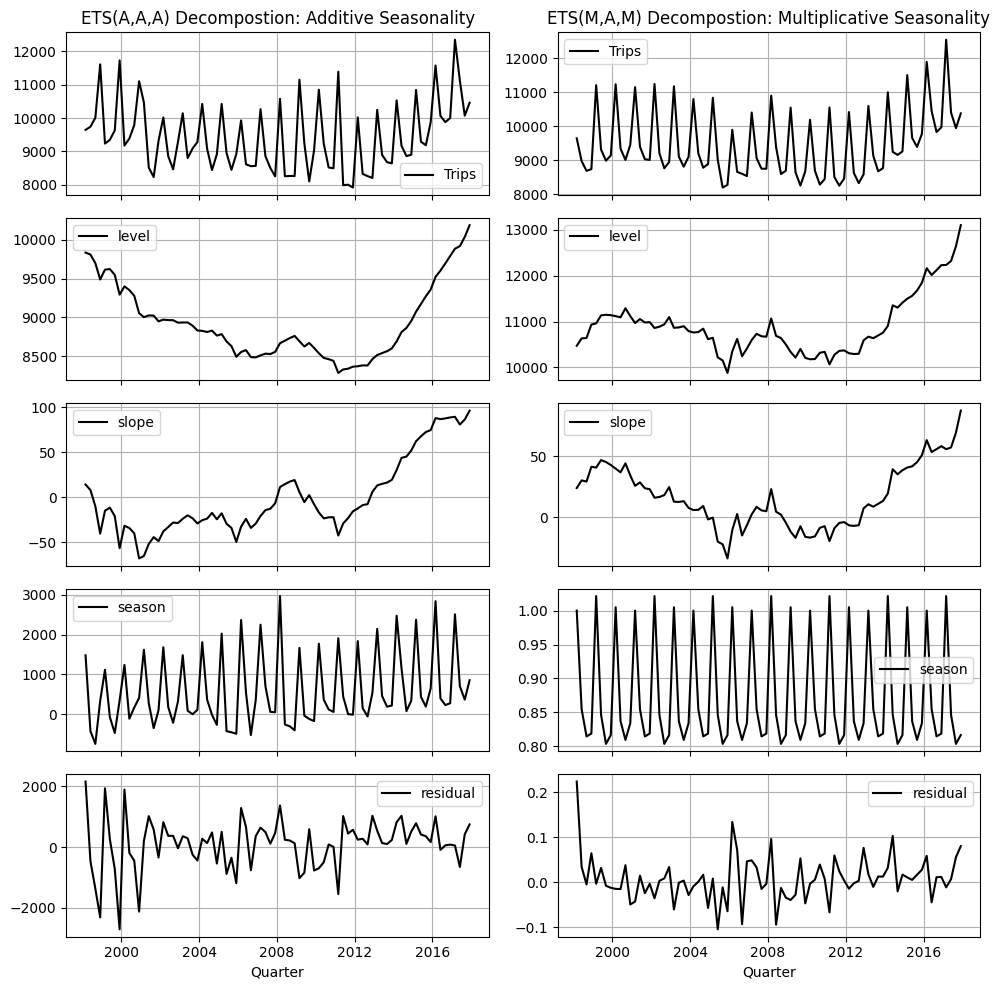 ETS(A,A,A) Decompostion: Additive Seasonality
12000
11000
10000
9000
8000
Trips
10000
9500
9000
8500
level
100
50
0
−50
slope
3000
2000
1000
0
season
2000
0
−2000
residual
2000 2004 2008 2012 2016
Quarter
ETS(M,A,M) Decompostion: Multiplicative Seasonality
12000
11000
10000
9000
8000
Trips
13000
12000
11000
10000
level
50
0
slope
1.00
0.95
0.90
0.85
0.80
season
0.2
0.1
0.0
−0.1
residual
2000 2004 2008 2012 2016
Quarter